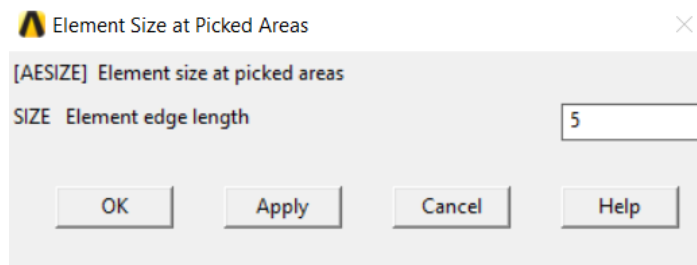 Element Size at Picked Areas
[AESIZE] Element size at picked areas
SIZE Element edge length 5
OK Apply Cancel Help